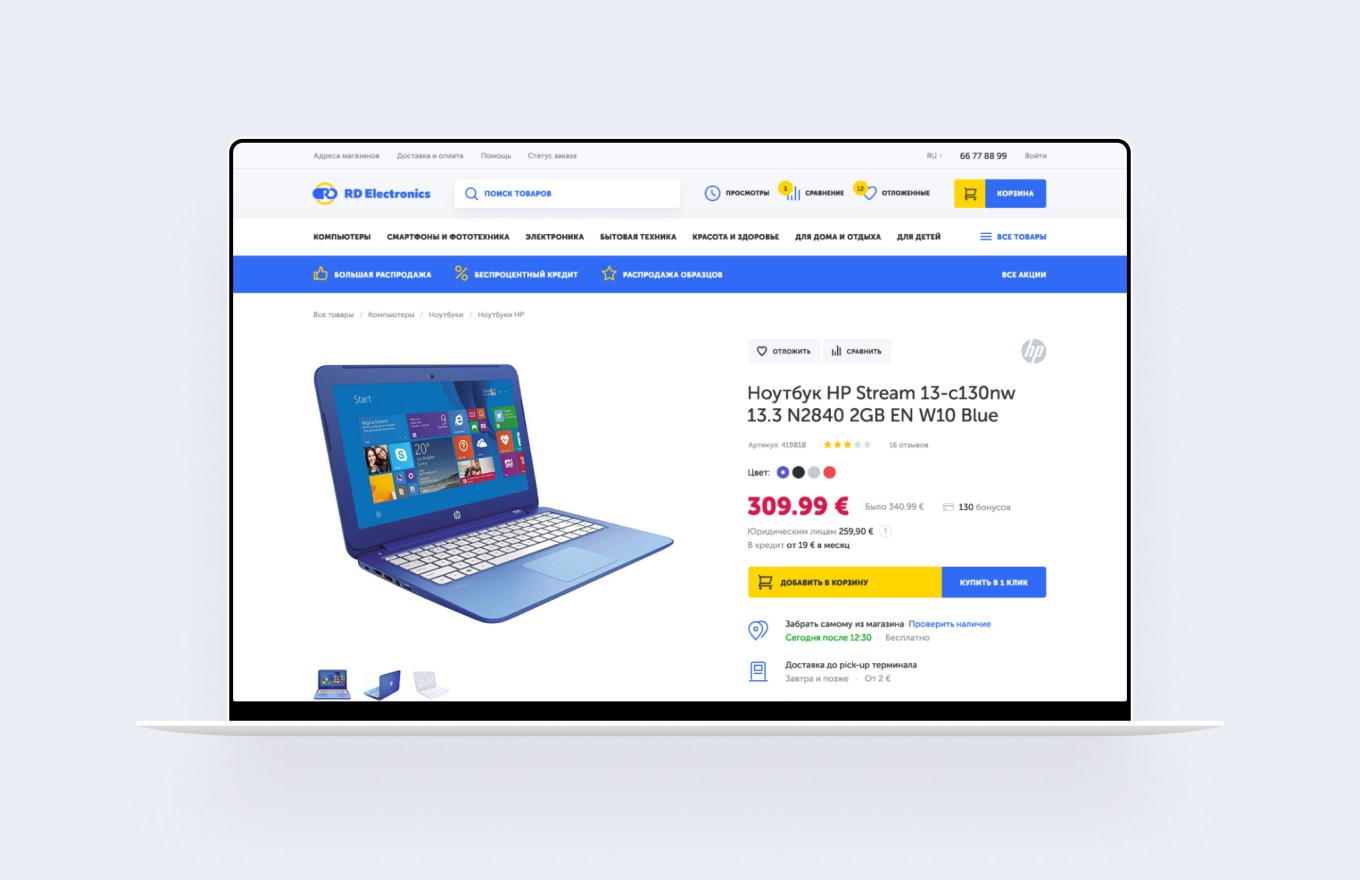 Адреса магазинов Доставка и оплата Помощь Статус заказа RU 66 77 88 99 Войти
RD RD Electronics ПОИСК ТОВАРОВ ПРОСМОТРЫ 3 СРАВНЕНИЕ 12 ОТЛОЖЕННЫЕ КОРЗИНА
КОМПЬЮТЕРЫ СМАРТФОНЫ И ФОТОТЕХНИКА ЭЛЕКТРОНИКА БЫТОВАЯ ТЕХНИКА КРАСОТА И ЗДОРОВЬЕ ДЛЯ ДОМА И ОТДЫХА ДЛЯ ДЕТЕЙ ВСЕ ТОВАРЫ
БОЛЬШАЯ РАСПРОДАЖА БЕСПРОЦЕНТНЫЙ КРЕДИТ РАСПРОДАЖА ОБРАЗЦОВ ВСЕ АКЦИИ
Все товары / Компьютеры / Ноутбуки / Ноутбуки HP
ОТЛОЖИТЬ СРАВНИТЬ hp
Start
9
20°
hp
Ноутбук HP Stream 13-c130nw
13.3 N2840 2GB EN W10 Blue
Артикул: 419818 16 отзывов
Цвет:
309.99 € Было 340.99 € 130 бонусов
Юридическим лицам 259,90 € ?
В кредит от 19 € в месяц
ДОБАВИТЬ В КОРЗИНУ КУПИТЬ В 1 КЛИК
Забрать самому из магазина Проверить наличие
Сегодня после 12:30 · Бесплатно
Доставка до pick-up терминала
Завтра и позже · От 2 €